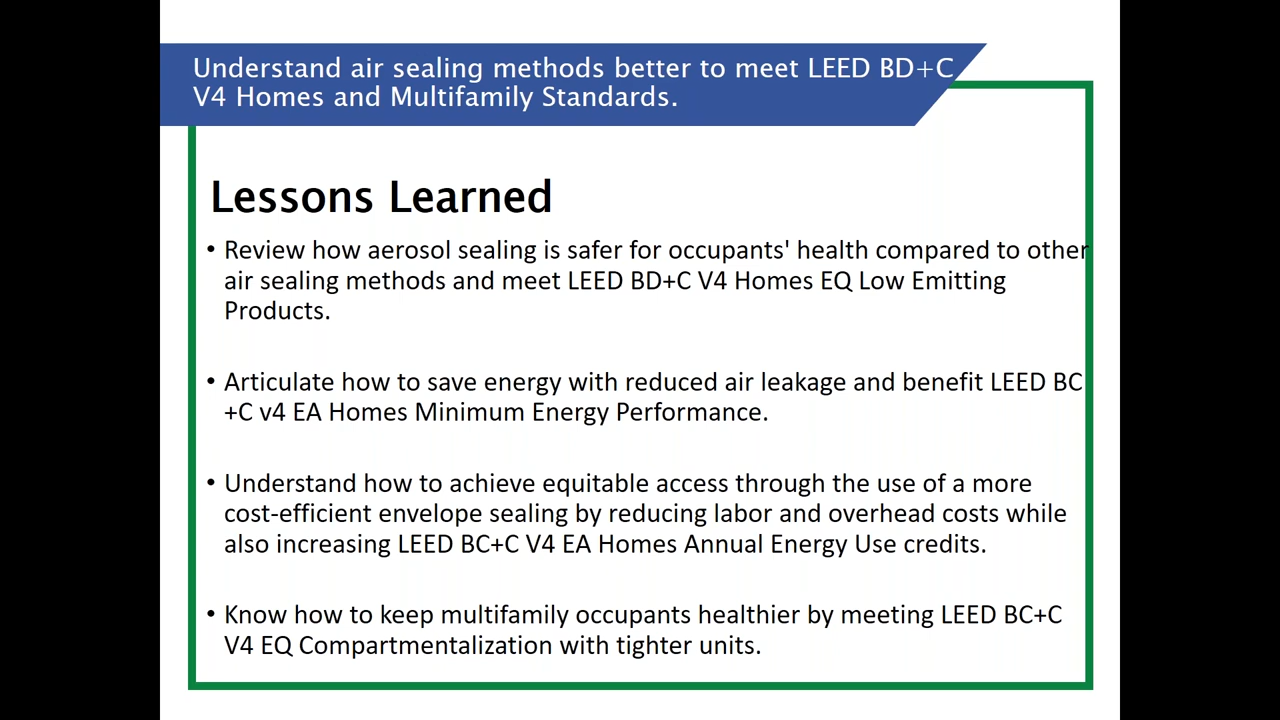 Understand air sealing methods better to meet LEED BD+C
V4 Homes and Multifamily Standards.
Lessons Learned
• Review how aerosol sealing is safer for occupants' health compared to other
air sealing methods and meet LEED BD+C V4 Homes EQ Low Emitting
Products.
• Articulate how to save energy with reduced air leakage and benefit LEED BC
+C v4 EA Homes Minimum Energy Performance.
• Understand how to achieve equitable access through the use of a more
cost-efficient envelope sealing by reducing labor and overhead costs while
also increasing LEED BC+C V4 EA Homes Annual Energy Use credits.
• Know how to keep multifamily occupants healthier by meeting LEED BC+C
V4 EQ Compartmentalization with tighter units.